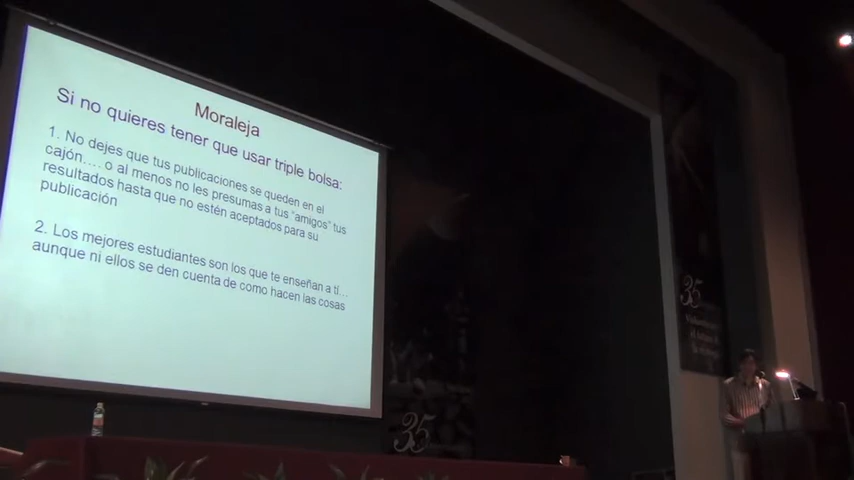 Moraleja
Si no quieres tener que usar triple bolsa:
1. No dejes que tus publicaciones se queden en el
cajón.... o al menos no les presumas a tus "amigos" tus
resultados hasta que no estén aceptados para su
publicación
2. Los mejores estudiantes son los que te enseñan a tí...
aunque ni ellos se den cuenta de como hacen las cosas
35
35